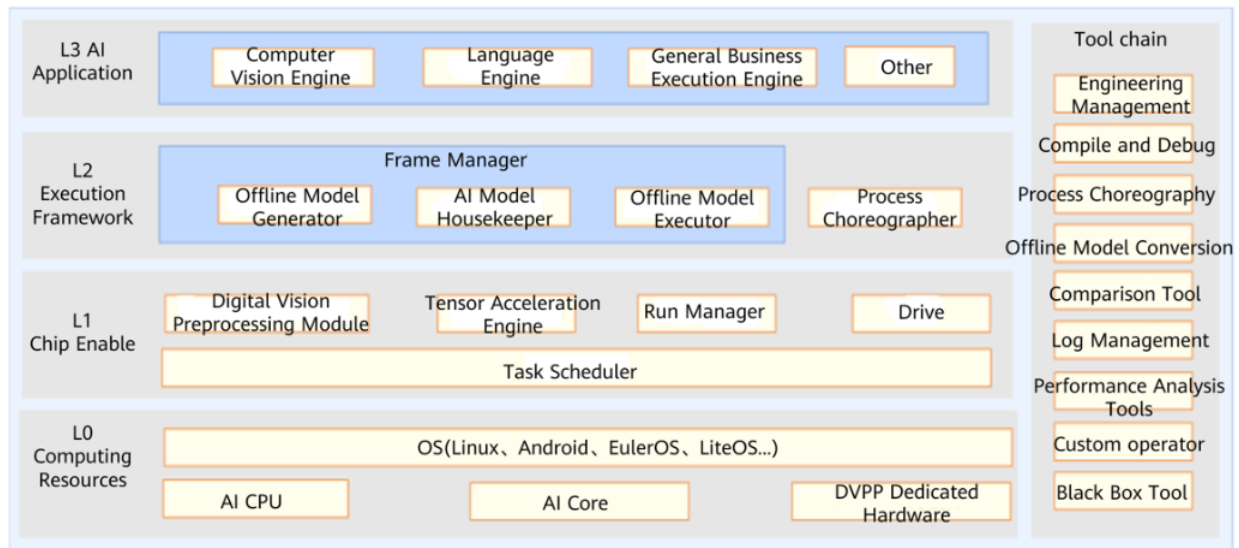 L3 AI
Application
Computer
Vision Engine
Language
Engine
General Business
Execution Engine
Other
L2
Execution
Framework
Frame Manager
Offline Model
Generator
AI Model
Housekeeper
Offline Model
Executor
Process
Choreographer
L1
Chip Enable
Digital Vision
Preprocessing Module
Tensor Acceleration
Engine
Run Manager
Drive
Task Scheduler
L0
Computing
Resources
OS(Linux、Android、EulerOS、LiteOS...)
AI CPU
AI Core
DVPP Dedicated
Hardware
Tool chain
Engineering
Management
Compile and Debug
Process Choreography
Offline Model Conversion
Comparison Tool
Log Management
Performance Analysis
Tools
Custom operator
Black Box Tool